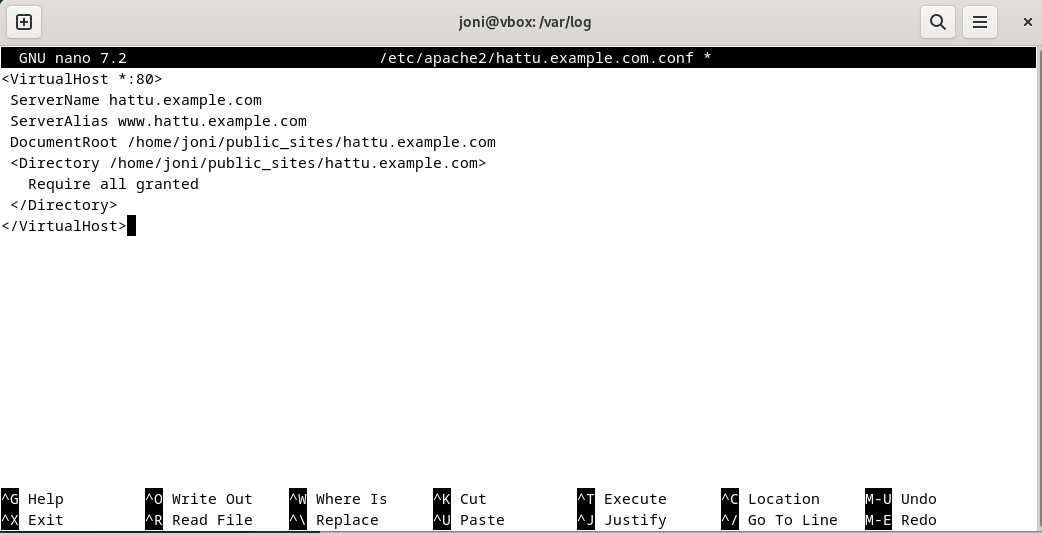 joni@vbox: /var/log
GNU nano 7.2 /etc/apache2/hattu.example.com.conf *
<VirtualHost *:80>
 ServerName hattu.example.com
 ServerAlias www.hattu.example.com
 DocumentRoot /home/joni/public_sites/hattu.example.com
 <Directory /home/joni/public_sites/hattu.example.com>
   Require all granted
 </Directory>
</VirtualHost>
^G Help ^O Write Out ^W Where Is ^K Cut ^T Execute ^C Location M-U Undo
^X Exit ^R Read File ^\ Replace ^U Paste ^J Justify ^/ Go To Line M-E Redo